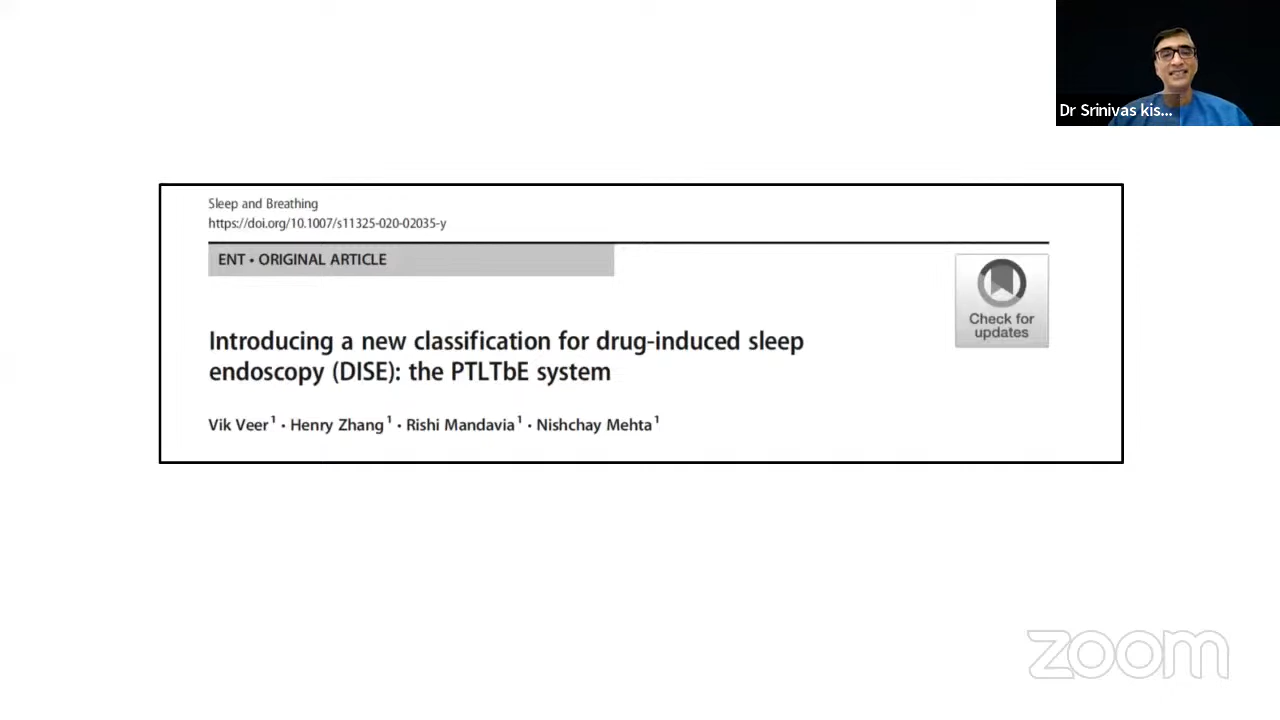 Dr Srinivas kis...
Sleep and Breathing
https://doi.org/10.1007/s11325-020-02035-y
ENT • ORIGINAL ARTICLE
Check for
updates
Introducing a new classification for drug-induced sleep
endoscopy (DISE): the PTLTbE system
Vik Veer 1 • Henry Zhang 1 • Rishi Mandavia 1 • Nishchay Mehta 1
zoom